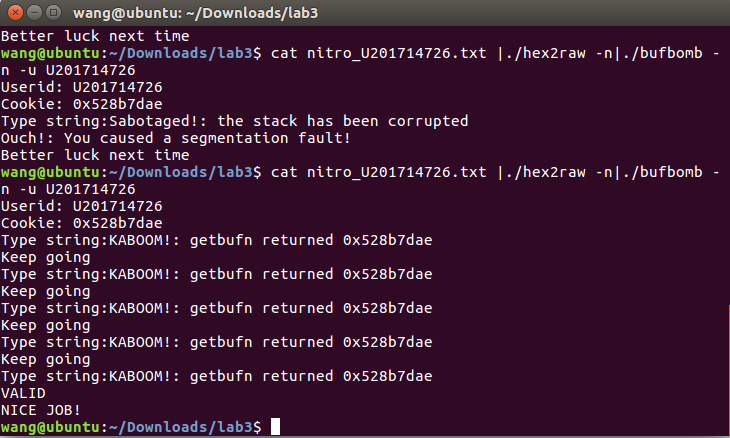 wang@ubuntu: ~/Downloads/lab3
Better luck next time
wang@ubuntu:~/Downloads/lab3$ cat nitro_U201714726.txt |./hex2raw -n|./bufbomb -
n -u U201714726
Userid: U201714726
Cookie: 0x528b7dae
Type string:Sabotaged!: the stack has been corrupted
Ouch!: You caused a segmentation fault!
Better luck next time
wang@ubuntu:~/Downloads/lab3$ cat nitro_U201714726.txt |./hex2raw -n|./bufbomb -
n -u U201714726
Userid: U201714726
Cookie: 0x528b7dae
Type string:KABOOM!: getbufn returned 0x528b7dae
Keep going
Type string:KABOOM!: getbufn returned 0x528b7dae
Keep going
Type string:KABOOM!: getbufn returned 0x528b7dae
Keep going
Type string:KABOOM!: getbufn returned 0x528b7dae
Keep going
Type string:KABOOM!: getbufn returned 0x528b7dae
VALID
NICE JOB!
wang@ubuntu:~/Downloads/lab3$